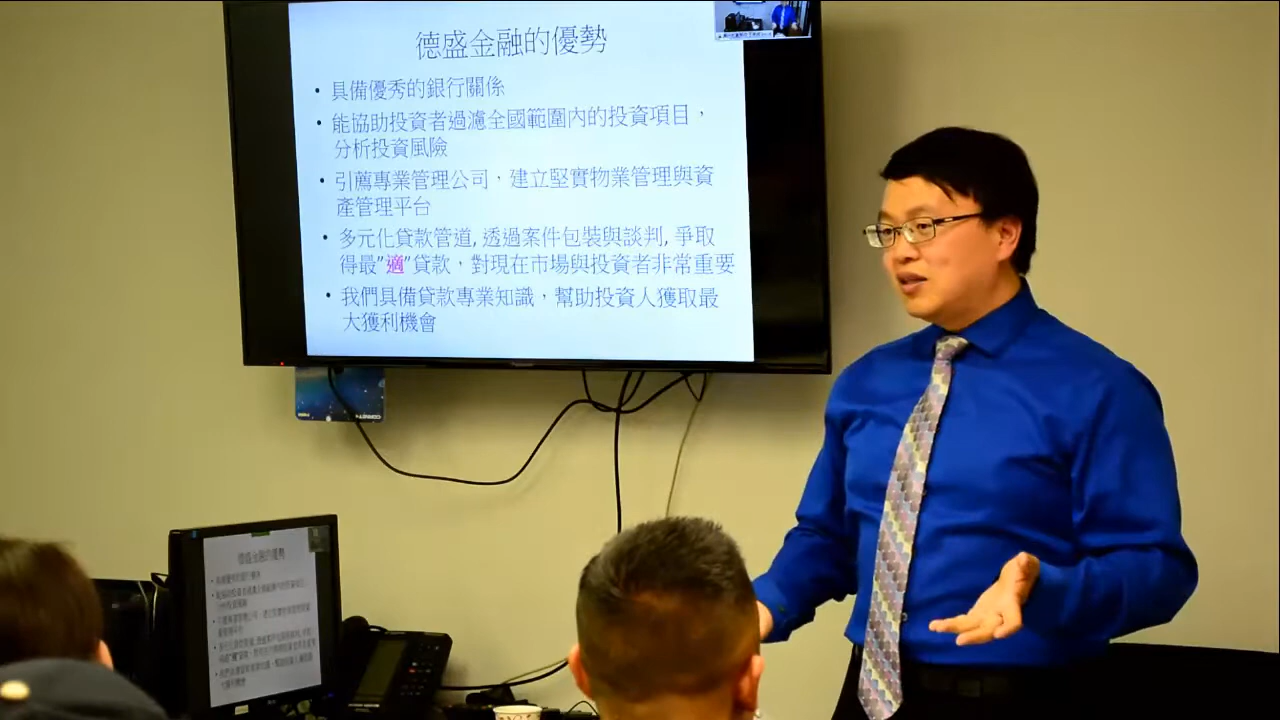 德盛金融的優勢
• 具備優秀的銀行關係
• 能協助投資者過濾全國範圍內的投資項目，
分析投資風險
• 引薦專業管理公司，建立堅實物業管理與資
產管理平台
• 多元化貸款管道, 透過案件包裝與談判, 爭取
得最”適”貸款，對現在市場與投資者非常重要
• 我們具備貸款專業知識，幫助投資人獲取最
大獲利機會
德盛金融的優勢